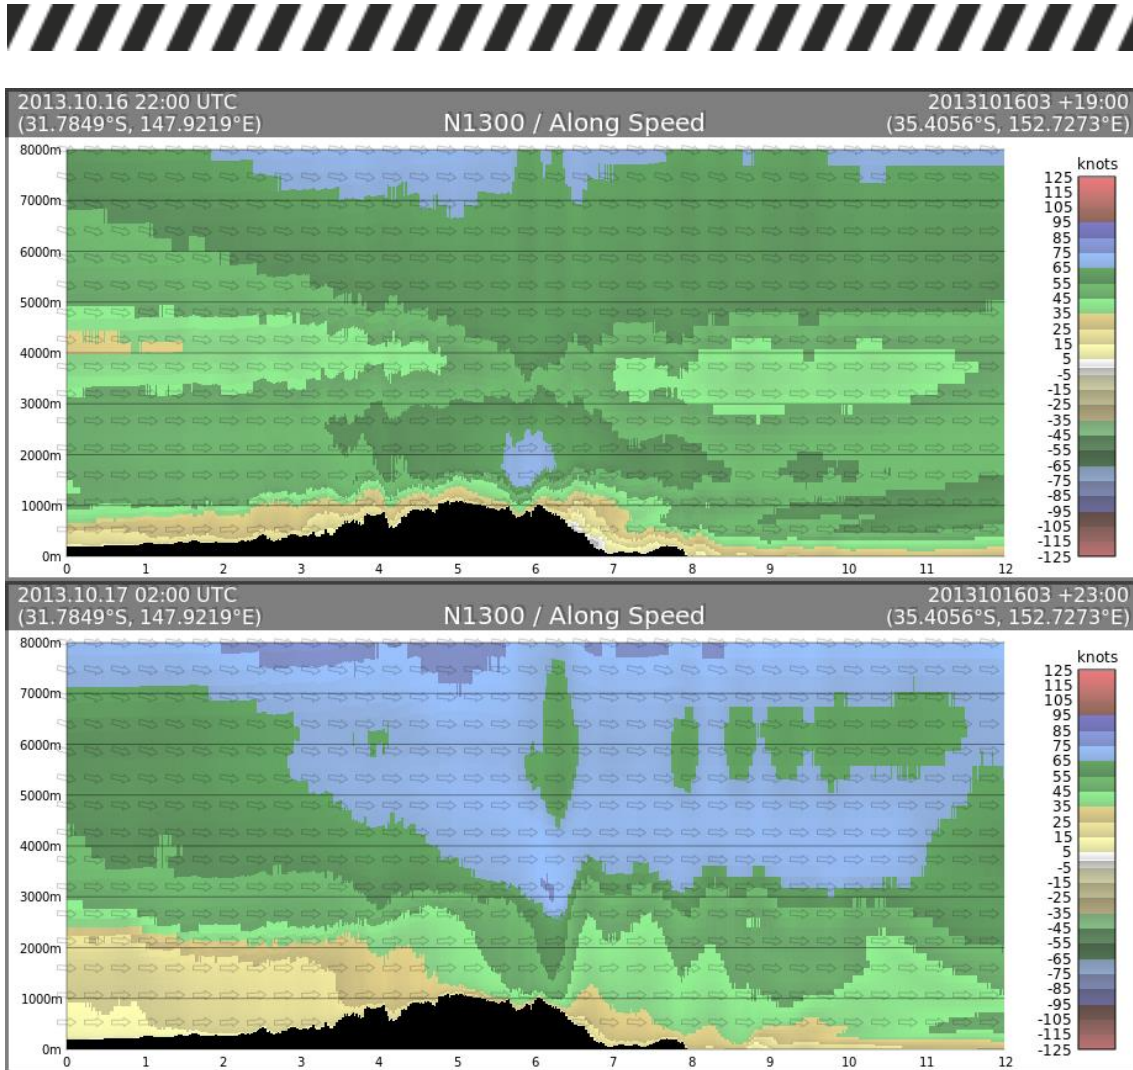 2013.10.16 22:00 UTC
2013101603 +19:00
(31.7849°S, 147.9219°E)
N1300 / Along Speed
(35.4056°S, 152.7273°E)
8000m
7000m
6000m
5000m
4000m
3000m
2000m
1000m
0m
0 1 2 3 4 5 6 7 8 9 10 11 12
knots
125
115
105
95
85
75
65
55
45
35
25
15
5
-5
-15
-25
-35
-45
-55
-65
-75
-85
-95
-105
-115
-125
2013.10.17 02:00 UTC
2013101603 +23:00
(31.7849°S, 147.9219°E)
N1300 / Along Speed
(35.4056°S, 152.7273°E)
8000m
7000m
6000m
5000m
4000m
3000m
2000m
1000m
0m
0 1 2 3 4 5 6 7 8 9 10 11 12
knots
125
115
105
95
85
75
65
55
45
35
25
15
5
-5
-15
-25
-35
-45
-55
-65
-75
-85
-95
-105
-115
-125